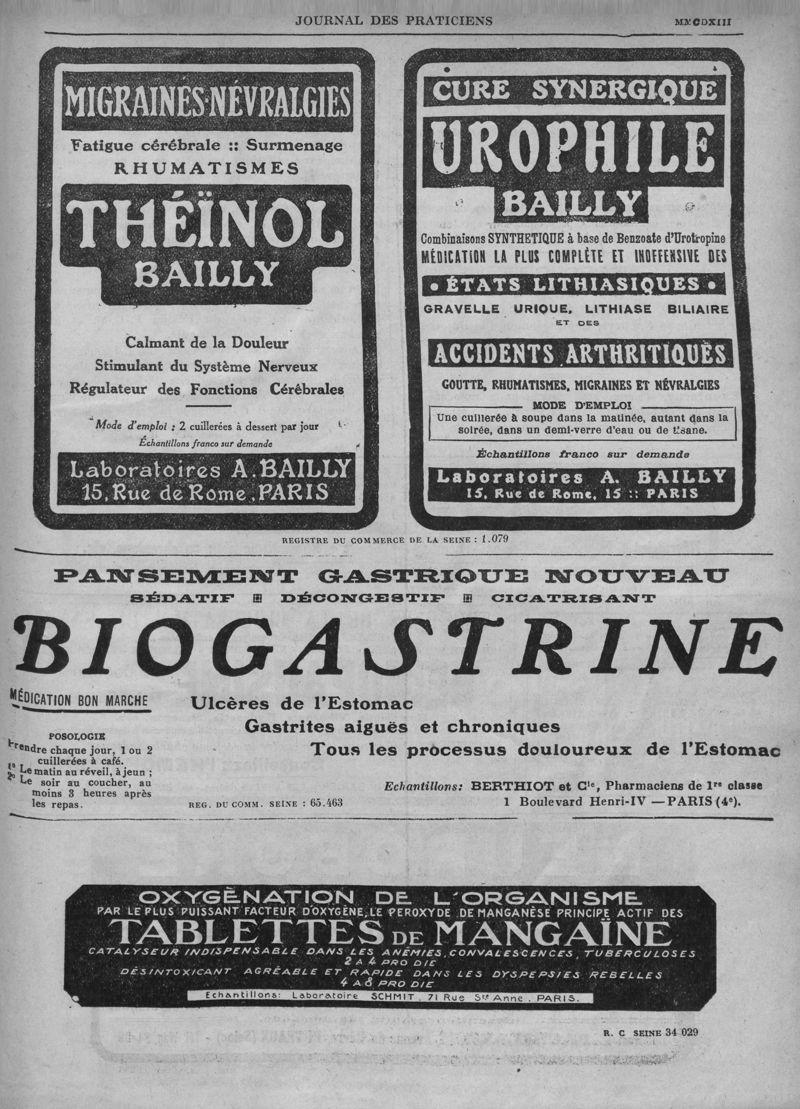 JOURNAL DES PRATICIENS
MIGRAINES-NÉVRALGIES
Fatigue cérébrale :: Surmenage
RHUMATISMES
THÉÏNOL
BAILLY
Calmant de la Douleur
Stimulant du Système Nerveux
Régulateur des Fonctions Cérébrales
Mode d'emploi : 2 cuillerées à dessert par jour
Échantillons franco sur demande
Laboratoires A. BAILLY
15, Rue de Rome, PARIS
CURE SYNERGIQUE
UROPHILE
BAILLY
Combinaisons SYNTHETIQUE à base de Benzoate d'Urotropine
MÉDICATION LA PLUS COMPLÈTE ET INOFFENSIVE DES
• ÉTATS LITHIASIQUES •
GRAVELLE URIQUE, LITHIASE BILIAIRE
ET DES
ACCIDENTS ARTHRITIQUES
GOUTTE, RHUMATISMES, MIGRAINES ET NÉVRALGIES
MODE D'EMPLOI
Une cuillerée à soupe dans la matinée, autant dans la
soirée, dans un demi-verre d'eau ou de tisane.
Échantillons franco sur demande
Laboratoires A. BAILLY
15, Rue de Rome, 15 :: PARIS
REGISTRE DU COMMERCE DE LA SEINE : 1.079
PANSEMENT GASTRIQUE NOUVEAU
SÉDATIF ⊞ DÉCONGESTIF ⊞ CICATRISANT
BIOGASTRINE
MÉDICATION BON MARCHE
POSOLOGIE
Prendre chaque jour, 1 ou 2
cuillerées à café.
1º Le matin au réveil, à jeun ;
2º Le soir au coucher, au
moins 3 heures après
les repas.
Ulcères de l'Estomac
Gastrites aiguës et chroniques
Tous les processus douloureux de l'Estomac
Echantillons: BERTHIOT et Cie, Pharmaciens de 1re classe
REG. DU COMM. SEINE : 65.463
1 Boulevard Henri-IV — PARIS (4e).
OXYGÈNATION DE L'ORGANISME
PAR LE PLUS PUISSANT FACTEUR D'OXYGÈNE, LE PEROXYDE DE MANGANÈSE PRINCIPE ACTIF DES
TABLETTES DE MANGAÏNE
CATALYSEUR INDISPENSABLE DANS LES ANÉMIES, CONVALESCENCES, TUBERCULOSES
2 A 4 PRO DIE
DÉSINTOXICANT AGRÉABLE ET RAPIDE DANS LES DYSPEPSIES REBELLES
4 A 8 PRO DIE
Echantillons: Laboratoire SCHMIT, 71 Rue Ste Anne, PARIS.
R. C SEINE 34 029